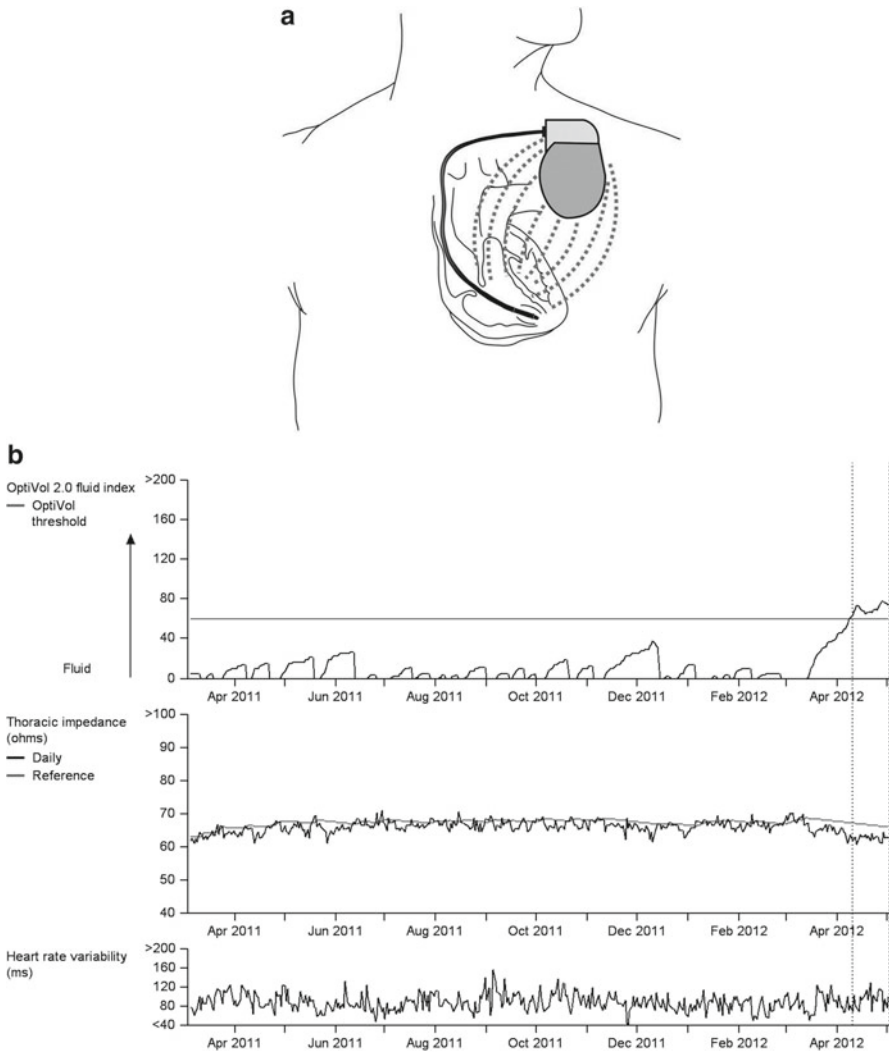 a
b
OptiVol 2.0 fluid index
OptiVol
threshold
Fluid
>200
160
120
80
40
0
Apr 2011 Jun 2011 Aug 2011 Oct 2011 Dec 2011 Feb 2012 Apr 2012
Thoracic impedance
(ohms)
Daily
Reference
>100
90
80
70
60
40
Apr 2011 Jun 2011 Aug 2011 Oct 2011 Dec 2011 Feb 2012 Apr 2012
Heart rate variability
(ms)
>200
160
120
80
<40
Apr 2011 Jun 2011 Aug 2011 Oct 2011 Dec 2011 Feb 2012 Apr 2012